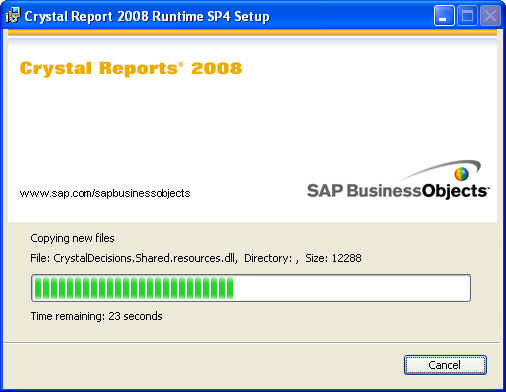 Crystal Report 2008 Runtime SP4 Setup
Crystal Reports® 2008
www.sap.com/sapbusinessobjects
SAP BusinessObjects™
Copying new files
File: CrystalDecisions.Shared.resources.dll,  Directory: ,  Size: 12288
Time remaining: 23 seconds
Cancel